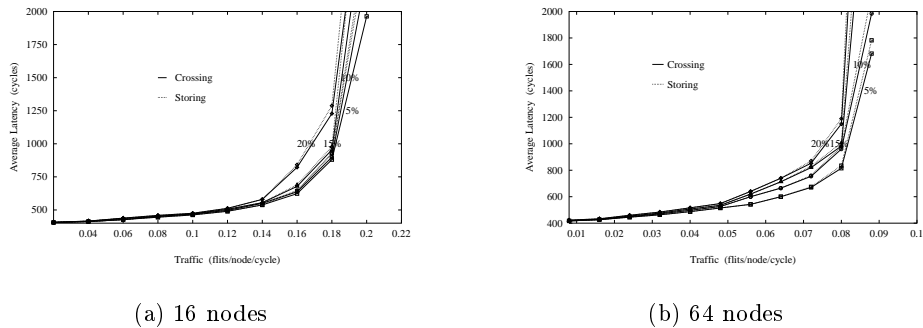 2000
1750
1500
1250
1000
750
500
Average Latency (cycles)
Crossing
Storing
10%
5%
20%
15%
0.04 0.06 0.08 0.1 0.12 0.14 0.16 0.18 0.2 0.22
Traffic (flits/node/cycle)
(a) 16 nodes
2000
1800
1600
1400
1200
1000
800
600
400
Average Latency (cycles)
Crossing
Storing
10%
5%
20%
15%
0.01 0.02 0.03 0.04 0.05 0.06 0.07 0.08 0.09 0.1
Traffic (flits/node/cycle)
(b) 64 nodes